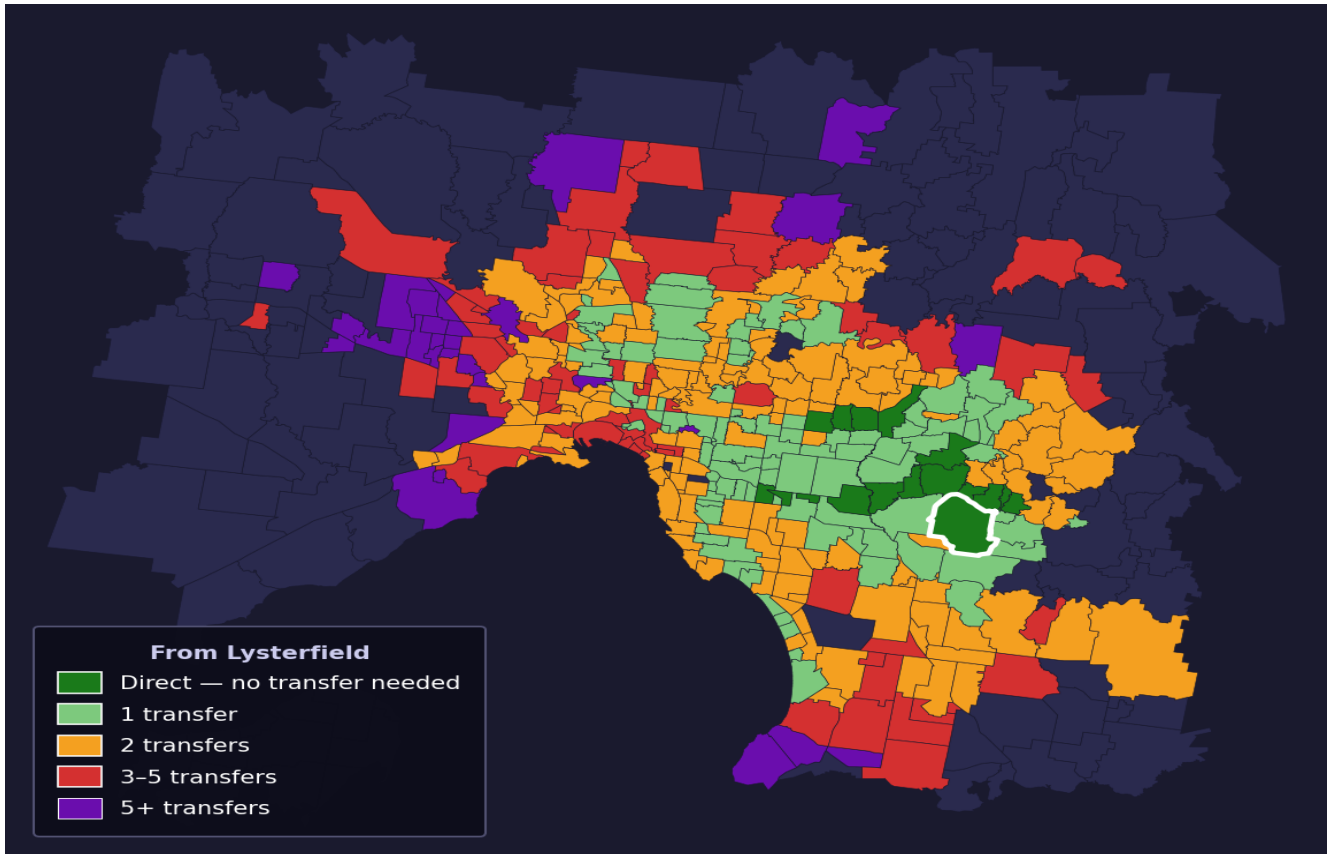 From Lysterfield
Direct — no transfer needed
1 transfer
2 transfers
3–5 transfers
5+ transfers